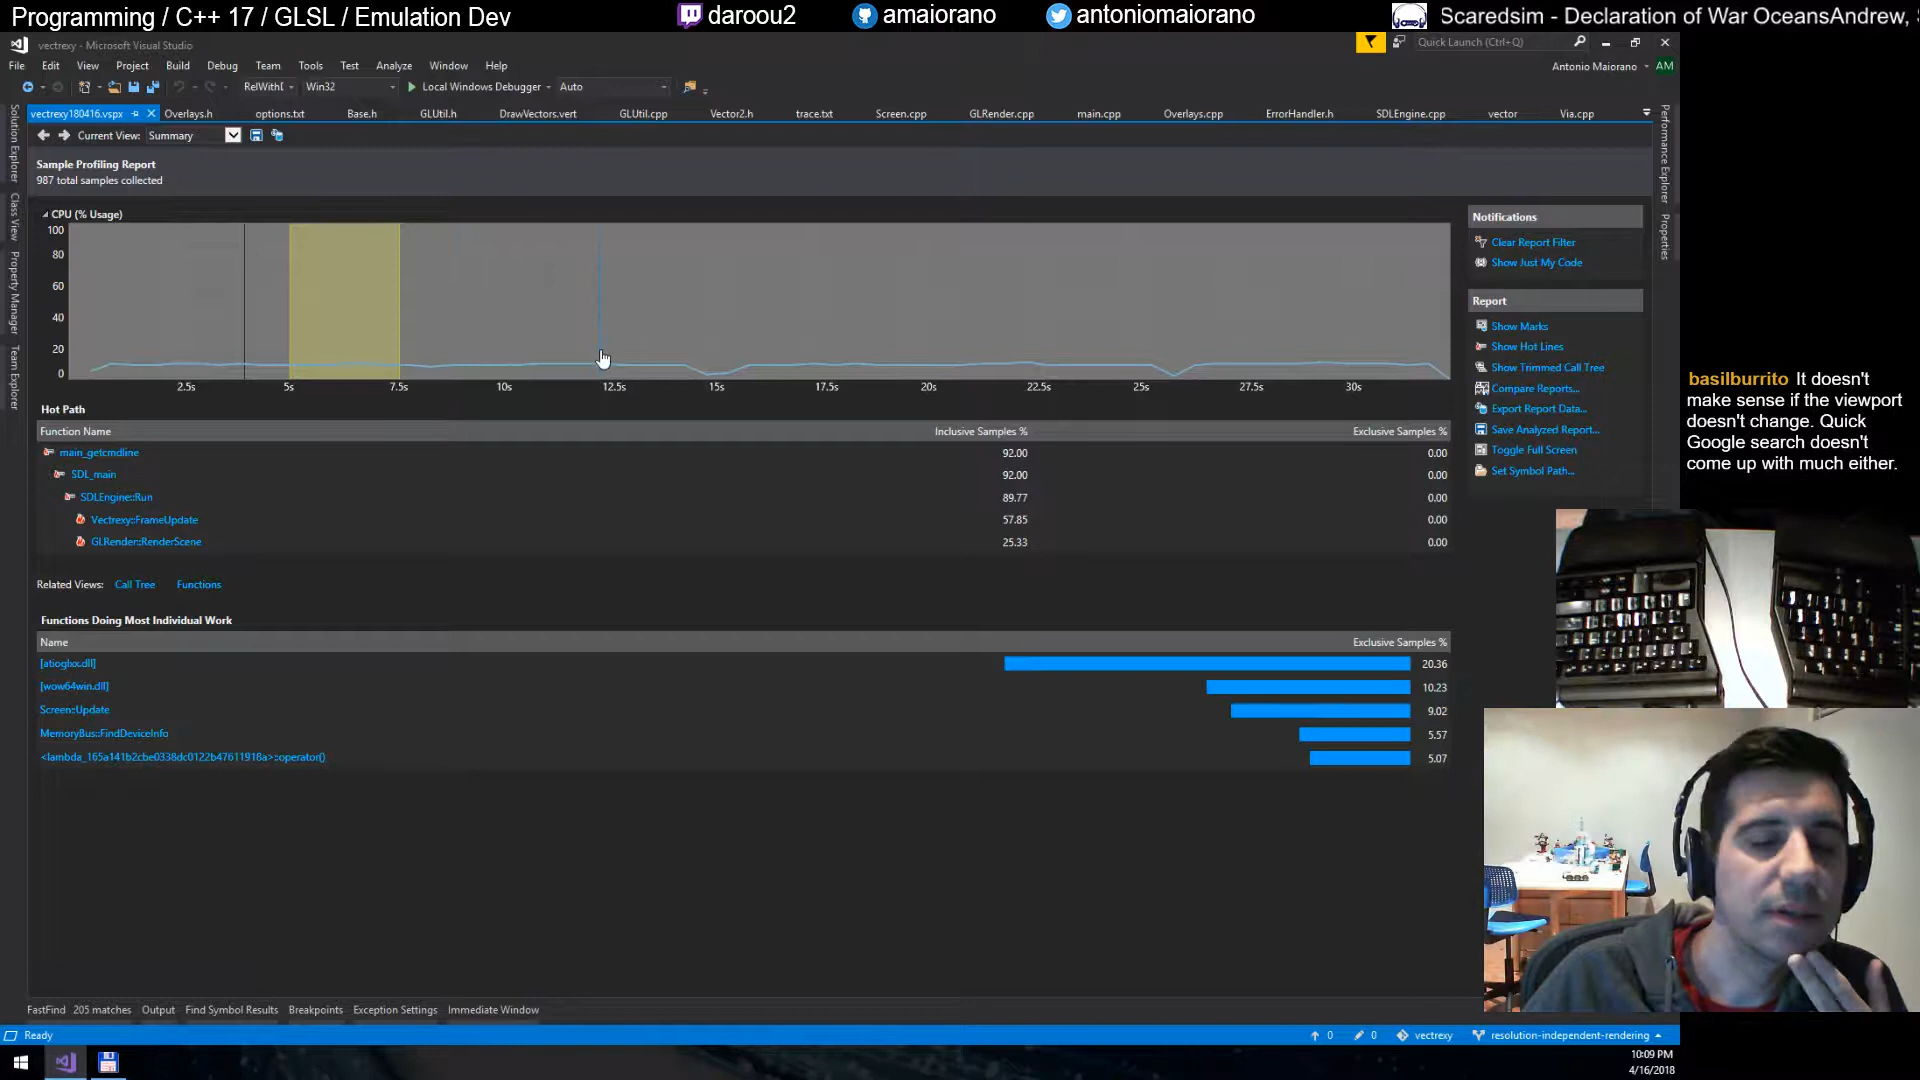 Programming / C++ 17 / GLSL / Emulation Dev
daroou2
amaiorano
antoniomaiorano
Scaredsim - Declaration of War OceansAndrew,
vectrexy - Microsoft Visual Studio
Quick Launch (Ctrl+Q)
File Edit View Project Build Debug Team Tools Test Analyze Window Help
Antonio Maiorano AM
RelWithI Win32 Local Windows Debugger Auto
vectrexy180416.vspx Overlays.h options.txt Base.h GLUtil.h DrawVectors.vert GLUtil.cpp Vector2.h trace.txt Screen.cpp GLRender.cpp main.cpp Overlays.cpp ErrorHandler.h SDLEngine.cpp vector Via.cpp
Solution Explorer
Class View
Property Manager
Team Explorer
Performance Explorer
Properties
Current View: Summary
Sample Profiling Report
987 total samples collected
CPU (% Usage)
100
80
60
40
20
0
2.5s 5s 7.5s 10s 12.5s 15s 17.5s 20s 22.5s 25s 27.5s 30s
Notifications
Clear Report Filter
Show Just My Code
Report
Show Marks
Show Hot Lines
Show Trimmed Call Tree
Compare Reports...
Export Report Data...
Save Analyzed Report...
Toggle Full Screen
Set Symbol Path...
Hot Path
Function Name Inclusive Samples % Exclusive Samples %
main_getcmdline 92.00 0.00
SDL_main 92.00 0.00
SDLEngine::Run 89.77 0.00
Vectrexy::FrameUpdate 57.85 0.00
GLRender::RenderScene 25.33 0.00
Related Views: Call Tree Functions
Functions Doing Most Individual Work
Name Exclusive Samples %
[atioglxx.dll] 20.36
[wow64win.dll] 10.23
Screen::Update 9.02
MemoryBus::FindDeviceInfo 5.57
<lambda_165a141b2cbe0338dc0122b47611918a>::operator() 5.07
basilburrito It doesn't
make sense if the viewport
doesn't change. Quick
Google search doesn't
come up with much either.
FastFind 205 matches Output Find Symbol Results Breakpoints Exception Settings Immediate Window
Ready
0 0 vectrexy resolution-independent-rendering
10:09 PM
4/16/2018